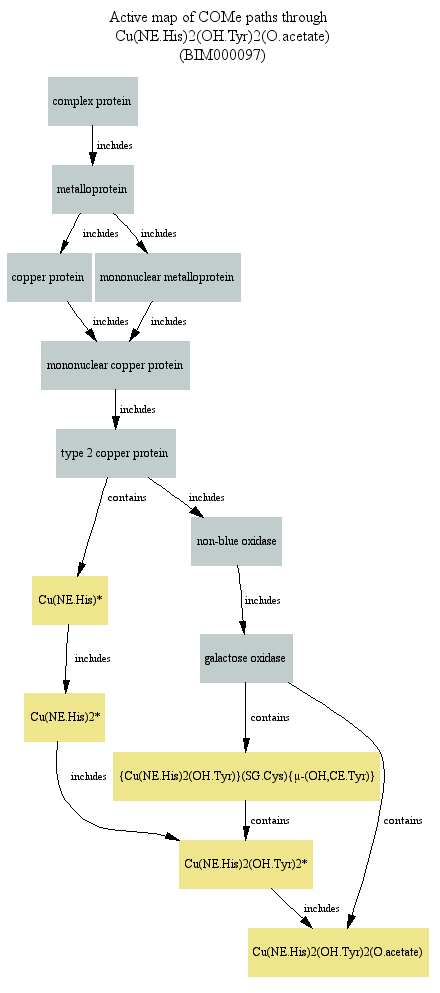 Active map of COMe paths through
Cu(NE.His)2(OH.Tyr)2(O.acetate)
(BIM000097)
complex protein
includes
metalloprotein
includes
includes
copper protein
mononuclear metalloprotein
includes
includes
mononuclear copper protein
includes
type 2 copper protein
contains
includes
non-blue oxidase
Cu(NE.His)*
includes
includes
galactose oxidase
Cu(NE.His)2*
contains
{Cu(NE.His)2(OH.Tyr)}(SG.Cys){μ-(OH,CE.Tyr)}
includes
contains
contains
Cu(NE.His)2(OH.Tyr)2*
includes
Cu(NE.His)2(OH.Tyr)2(O.acetate)